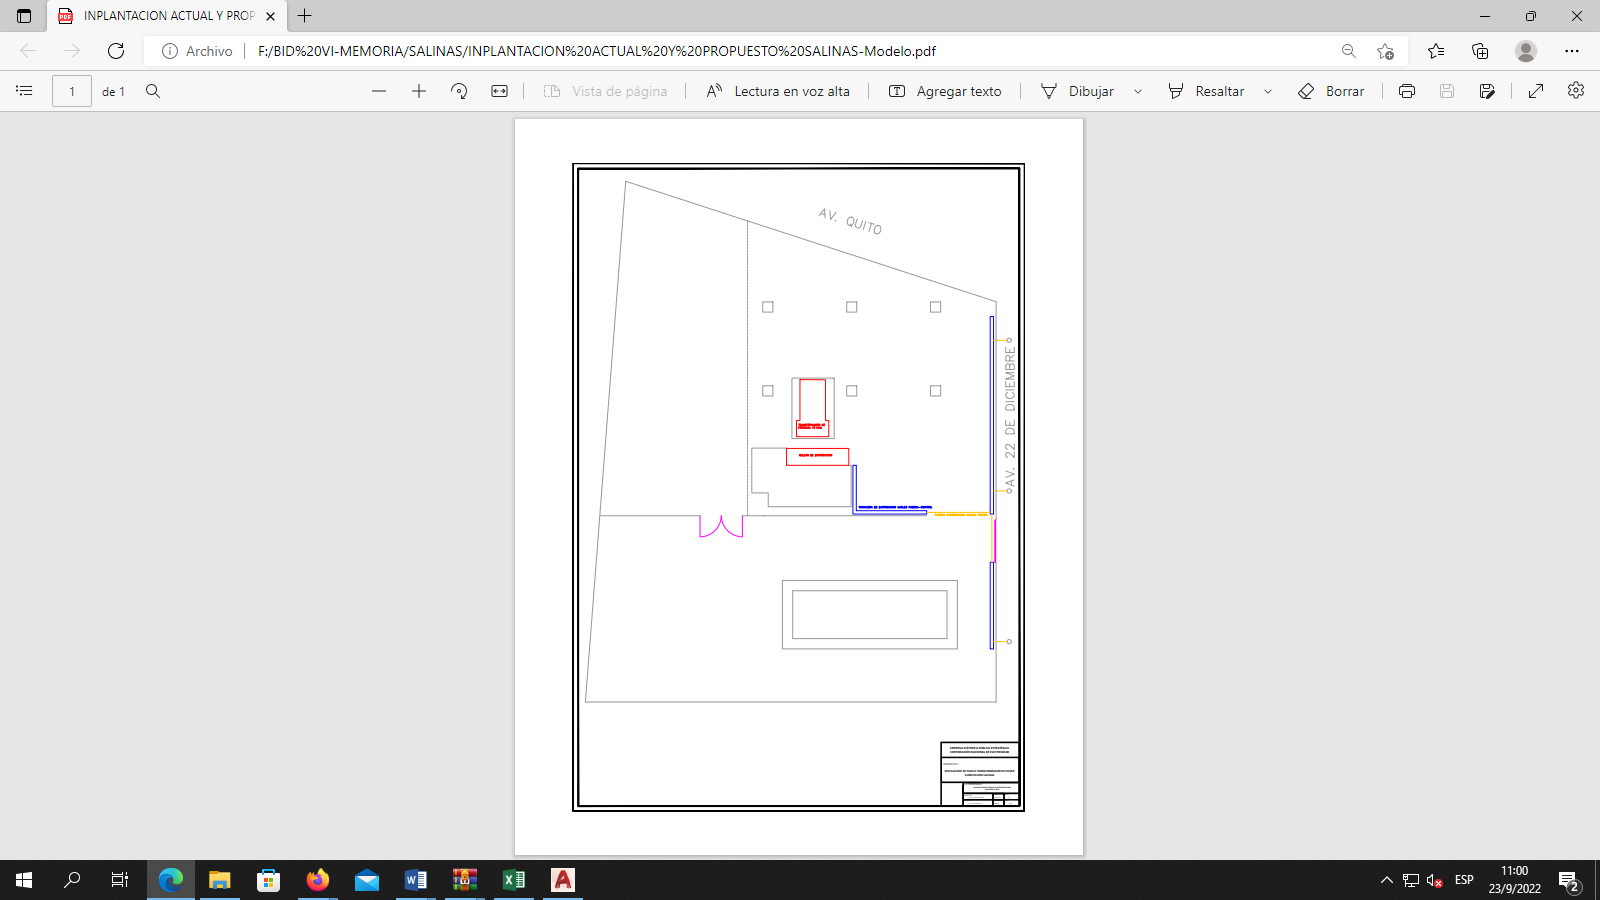 INPLANTACION ACTUAL Y PROP
Archivo
F:/BID%20VI-MEMORIA/SALINAS/INPLANTACION%20ACTUAL%20Y%20PROPUESTO%20SALINAS-Modelo.pdf
1 de 1
Vista de página
Lectura en voz alta
Agregar texto
Dibujar
Resaltar
Borrar
AV. QUITO
AV. 22 DE DICIEMBRE
ESP
11:00
23/9/2022
2